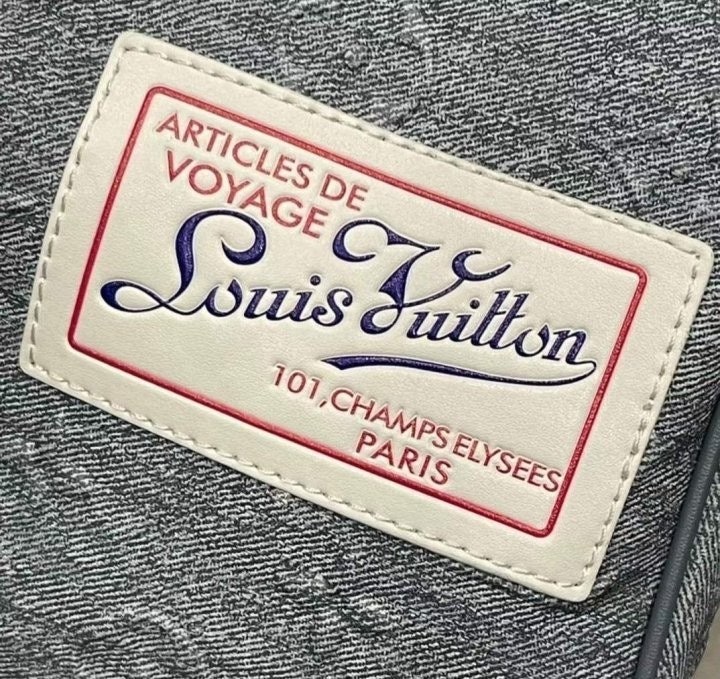 ARTICLES DE
VOYAGE
Louis Vuitton
101, CHAMPS ELYSEES
PARIS